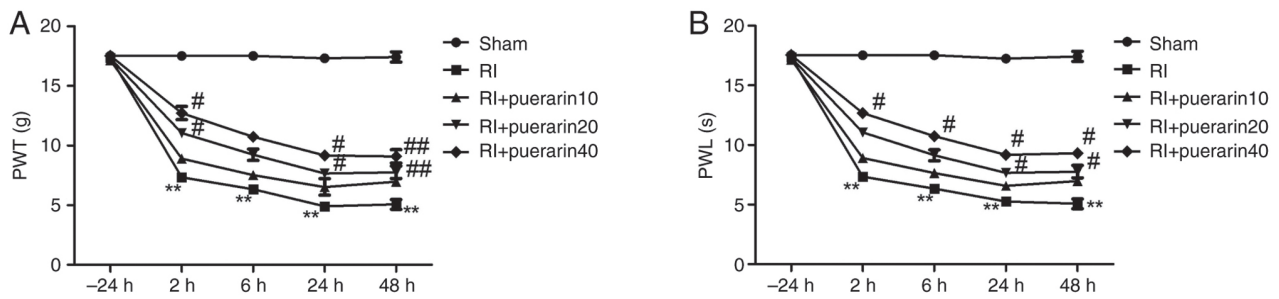 A
PWT (g)
20
15
10
5
0
–24 h 2 h 6 h 24 h 48 h
# # # # ## ##
** ** ** **
Sham
RI
RI+puerarin10
RI+puerarin20
RI+puerarin40
B
PWL (s)
20
15
10
5
0
–24 h 2 h 6 h 24 h 48 h
# # # # # #
** ** ** **
Sham
RI
RI+puerarin10
RI+puerarin20
RI+puerarin40